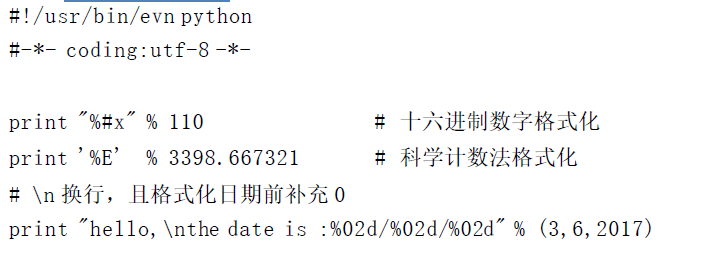 #!/usr/bin/evn python
#-*- coding:utf-8 -*-
print "%#x" % 110 # 十六进制数字格式化
print '%E' % 3398.667321 # 科学计数法格式化
# \n 换行，且格式化日期前补充 0
print "hello,\nthe date is :%02d/%02d/%02d" % (3,6,2017)